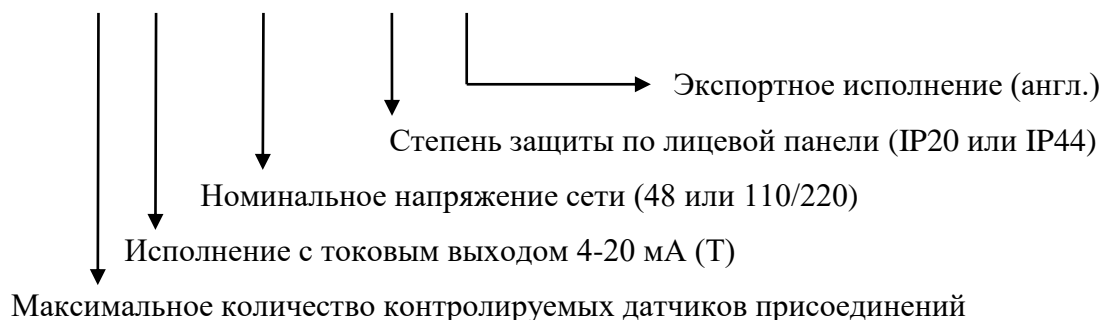 Экспортное исполнение (англ.)
Степень защиты по лицевой панели (IP20 или IP44)
Номинальное напряжение сети (48 или 110/220)
Исполнение с токовым выходом 4-20 мА (Т)
Максимальное количество контролируемых датчиков присоединений